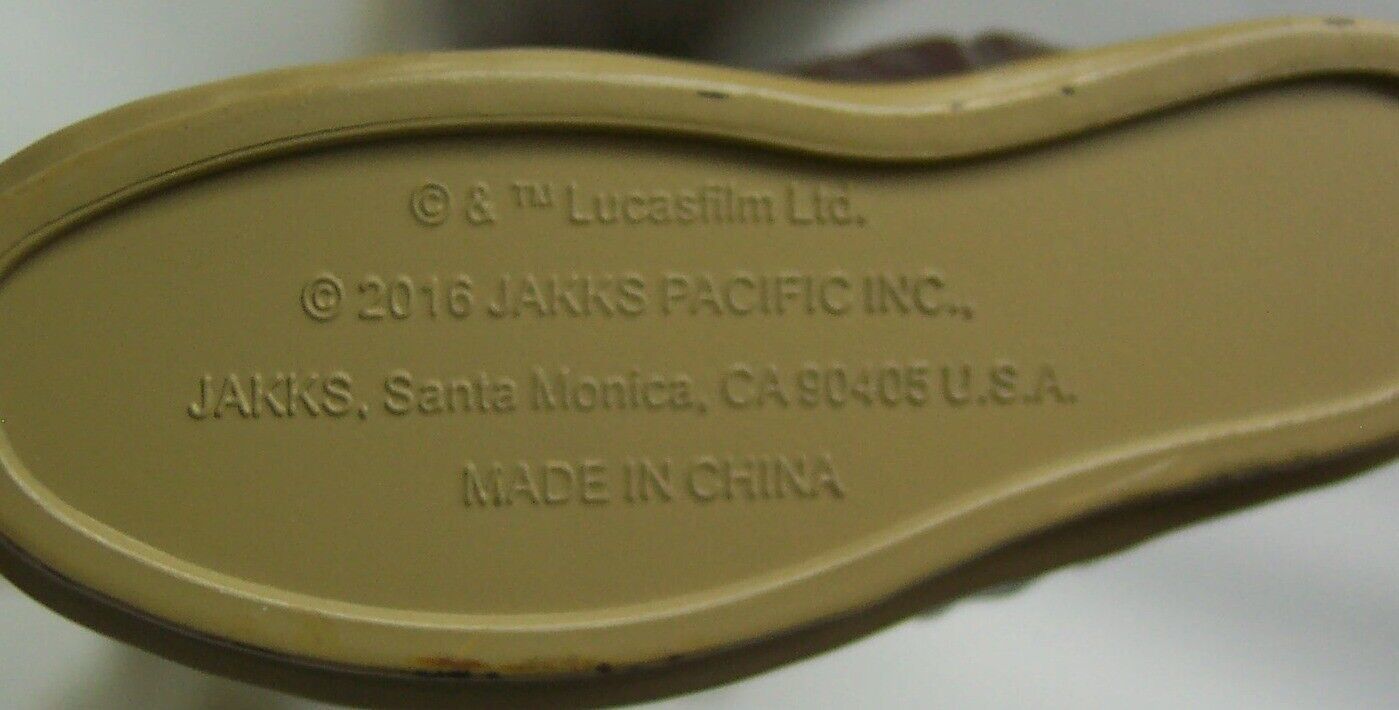 © & ™ Lucasfilm Ltd.
© 2016 JAKKS PACIFIC INC.,
JAKKS, Santa Monica, CA 90405 U.S.A.
MADE IN CHINA